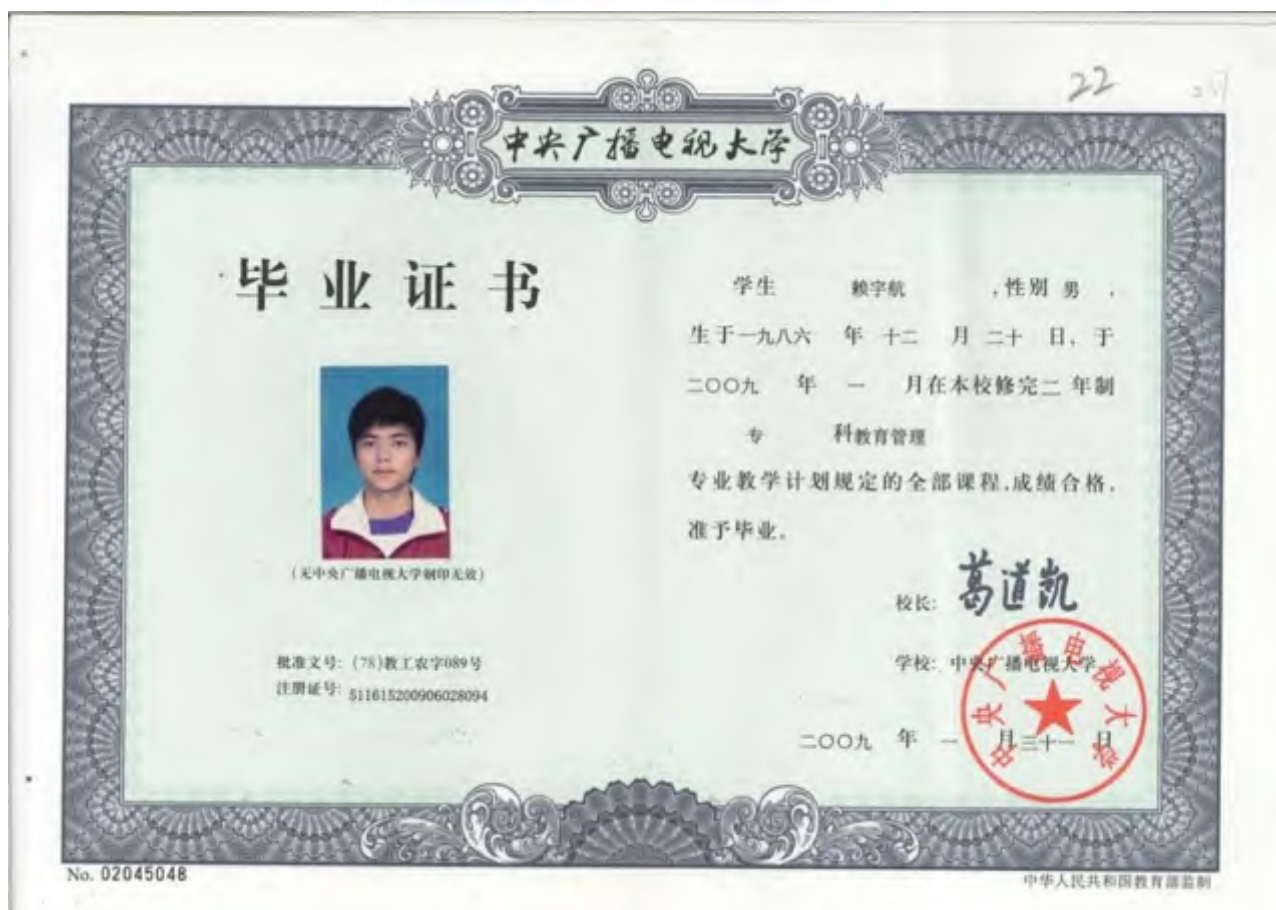 22
中央广播电视大学
毕业证书
(无中央广播电视大学钢印无效)
批准文号: (78)教工农字089号
注册证号: 511615200906028094
学生 赖宇航 ,性别 男 ,
生于一九八六 年 十二 月 二十 日, 于
二〇〇九 年 一 月在本校修完二 年制
专 科教育管理
专业教学计划规定的全部课程,成绩合格,
准予毕业。
校长: 葛道凯
学校: 中央广播电视大学
中央广播电视大学
二〇〇九 年 一 月三十一 日
No. 02045048
中华人民共和国教育部监制